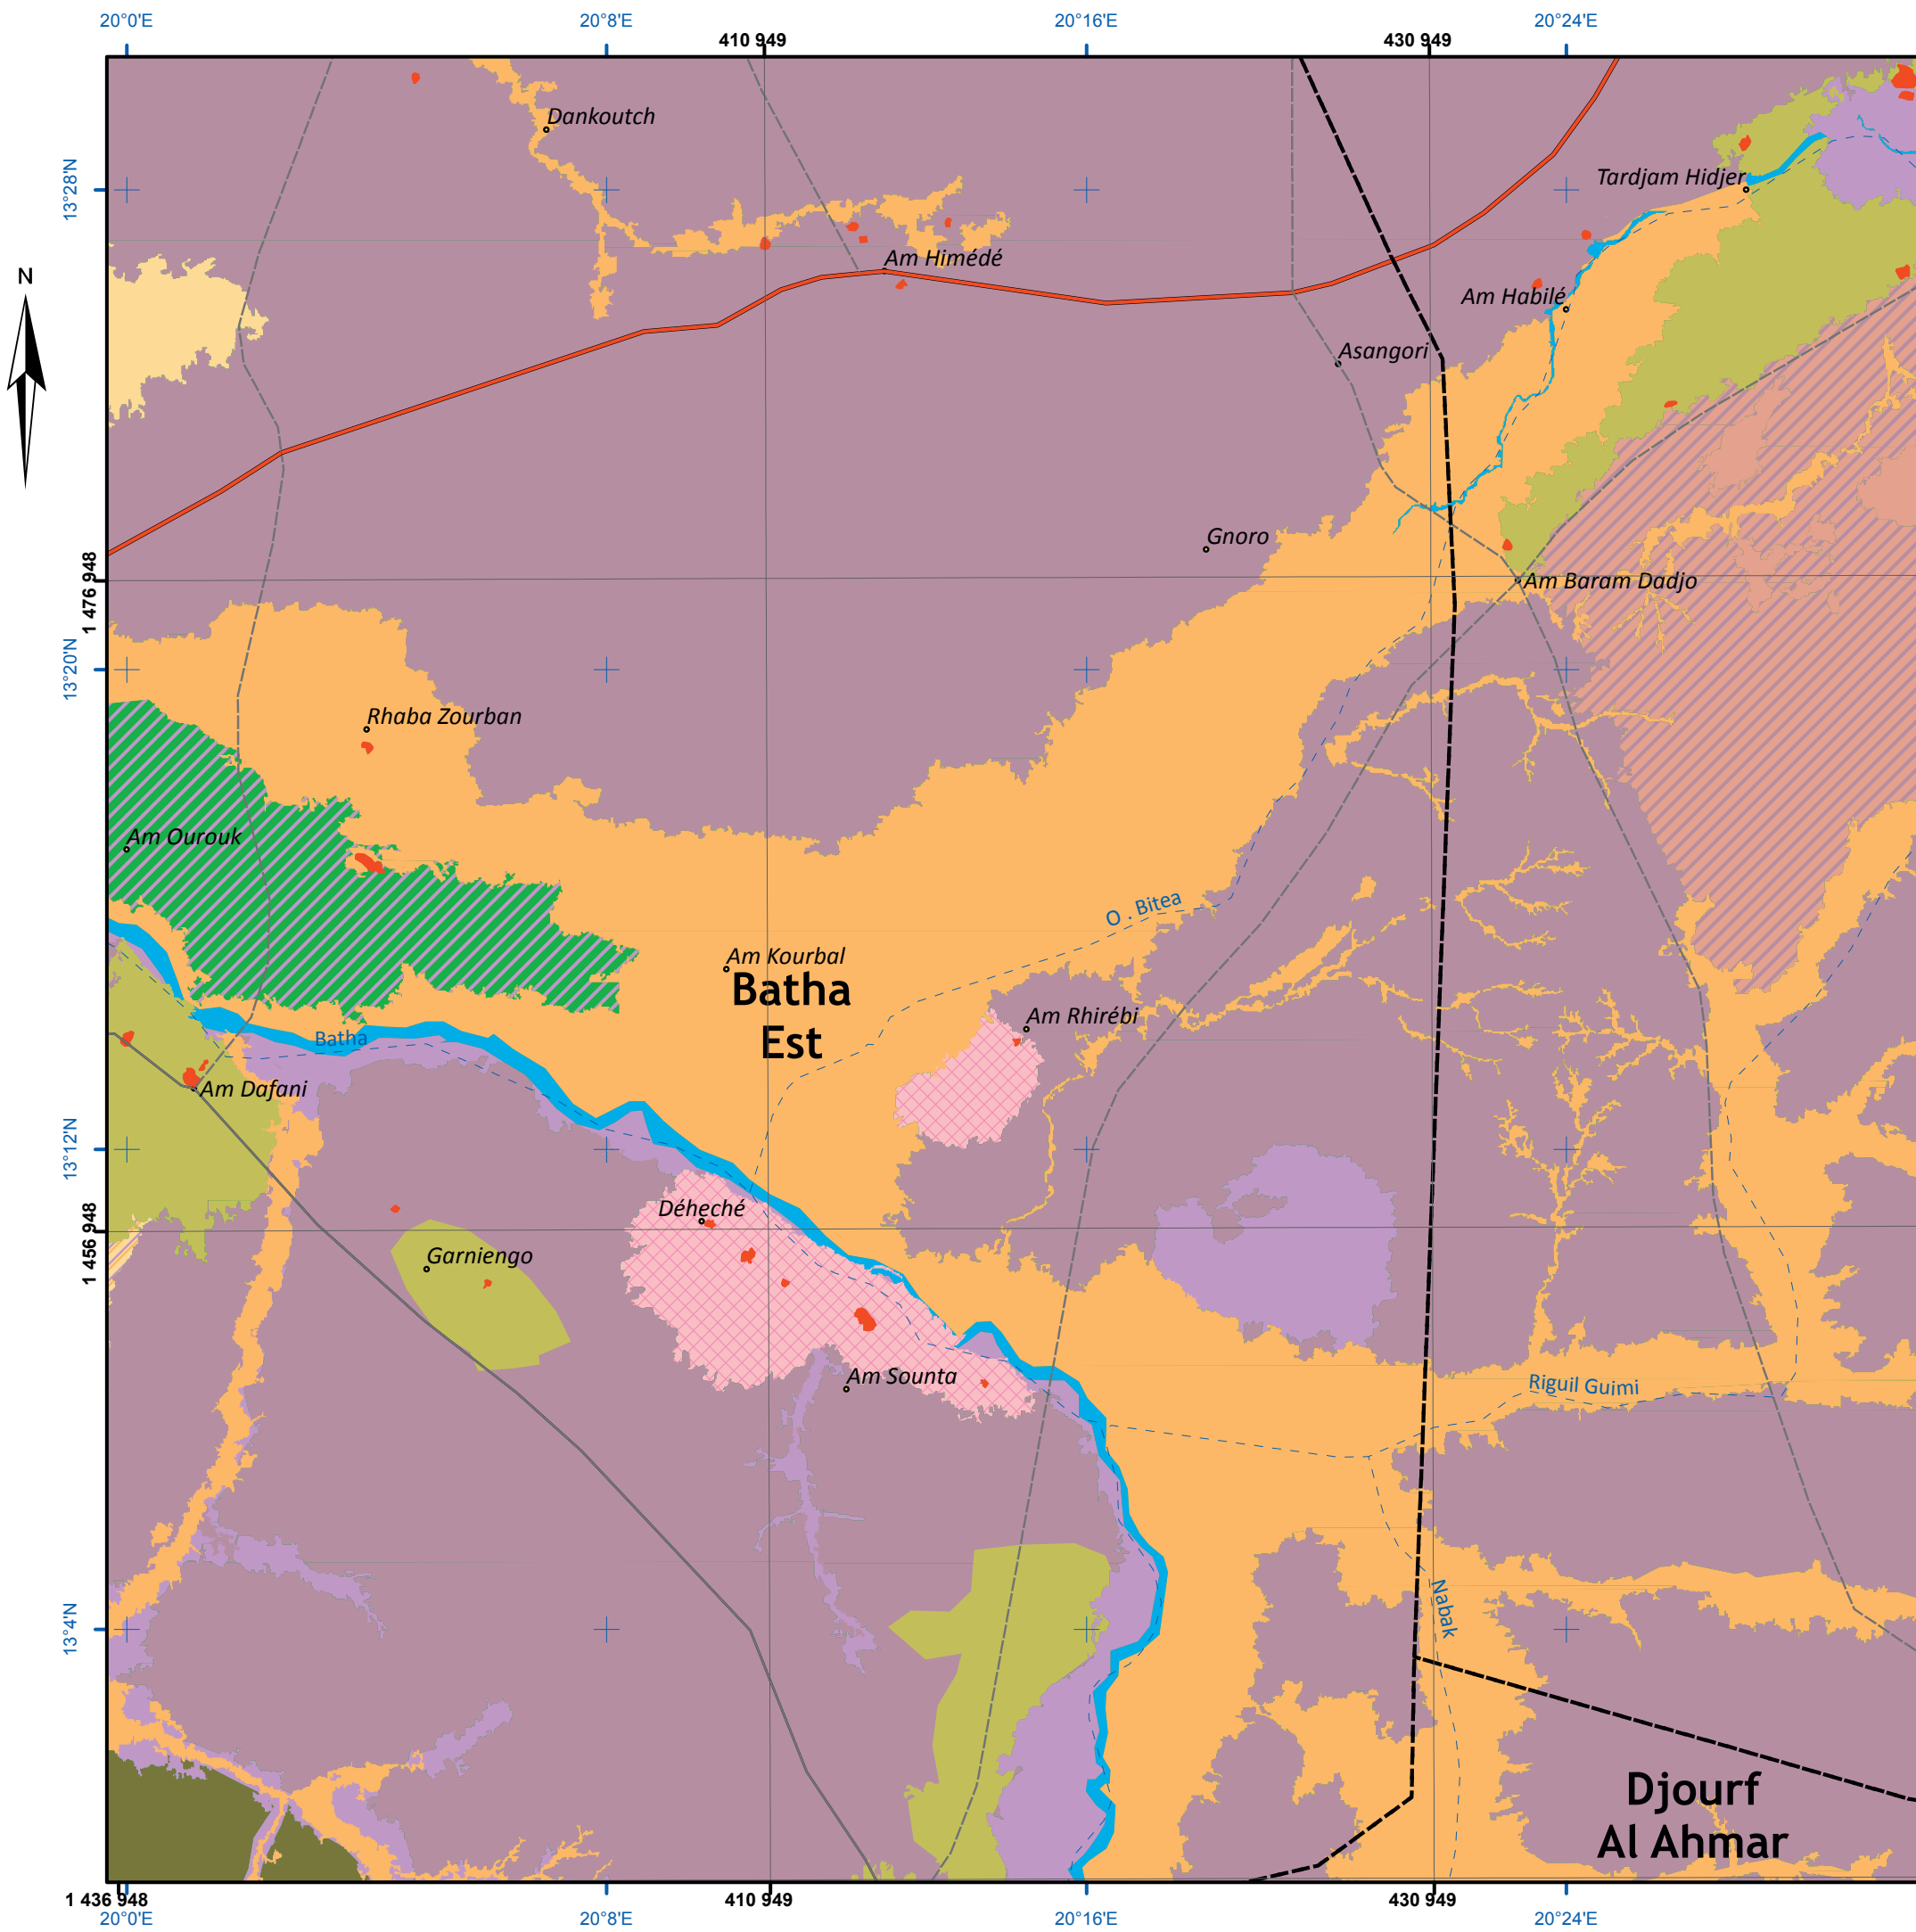 20°0'E 20°8'E 20°16'E 20°24'E
410 949 430 949
Dankoutch
13°28'N
Tardjam Hidjer
Am Himédé
N
Am Habilé
Asangori
Gnoro
1 476 948
Am Baram Dadjo
13°20'N
Rhaba Zourban
Am Ourouk
O . Bitea
Am Kourbal
Batha
Est
Am Rhirébi
Batha
Am Dafani
13°12'N
Déheché
1 456 948
Garniengo
Am Sounta
Riguil Guimi
Nabak
13°4'N
Djourf
Al Ahmar
1 436 948 410 949 430 949
20°0'E 20°8'E 20°16'E 20°24'E